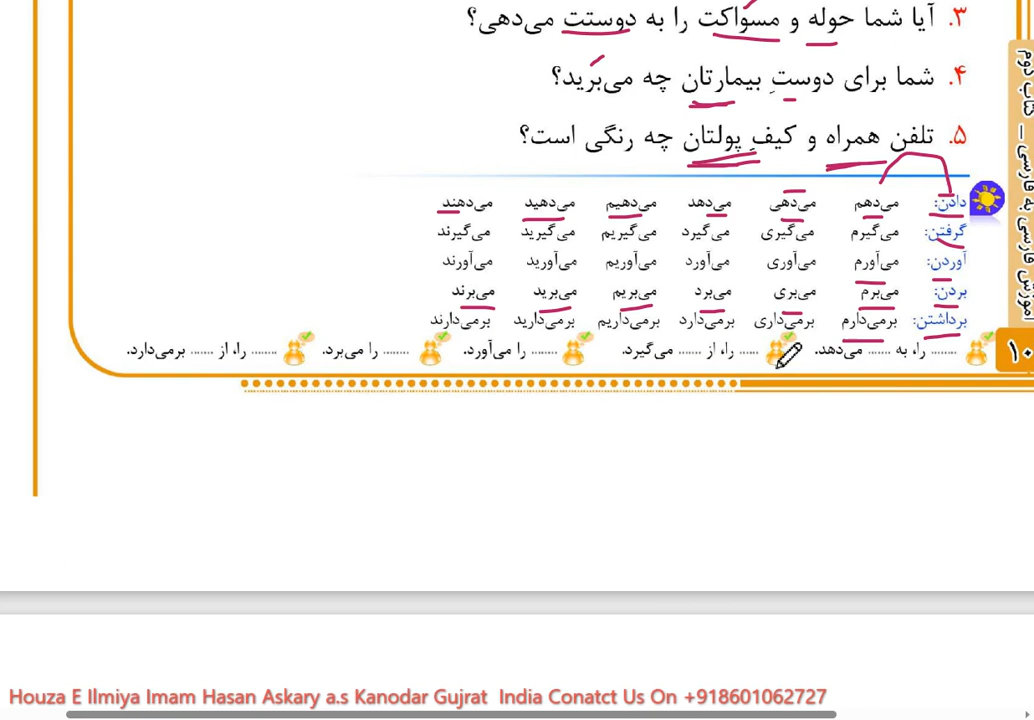 ۳. آیا شما حوله و مسواکت را به دوستت می‌دهی؟
۴. شما برای دوستِ بیمارتان چه می‌برید؟
۵. تلفن همراه و کیفِ پولتان چه رنگی است؟
دادن: می‌دهم می‌دهی می‌دهد می‌دهیم می‌دهید می‌دهند
گرفتن: می‌گیرم می‌گیری می‌گیرد می‌گیریم می‌گیرید می‌گیرند
آوردن: می‌آورم می‌آوری می‌آورد می‌آوریم می‌آورید می‌آورند
بردن: می‌برم می‌بری می‌برد می‌بریم می‌برید می‌برند
برداشتن: برمی‌دارم برمی‌داری برمی‌دارد برمی‌داریم برمی‌دارید برمی‌دارند
........ را، به ....... می‌دهد. ...... را، از ....... می‌گیرد. ........ را می‌آورد. ........ را می‌برد. ........ را، از ....... برمی‌دارد.
آموزش فارسی به فارسی – کتاب دوم
۱۰
Houza E Ilmiya Imam Hasan Askary a.s Kanodar Gujrat India Conatct Us On +918601062727